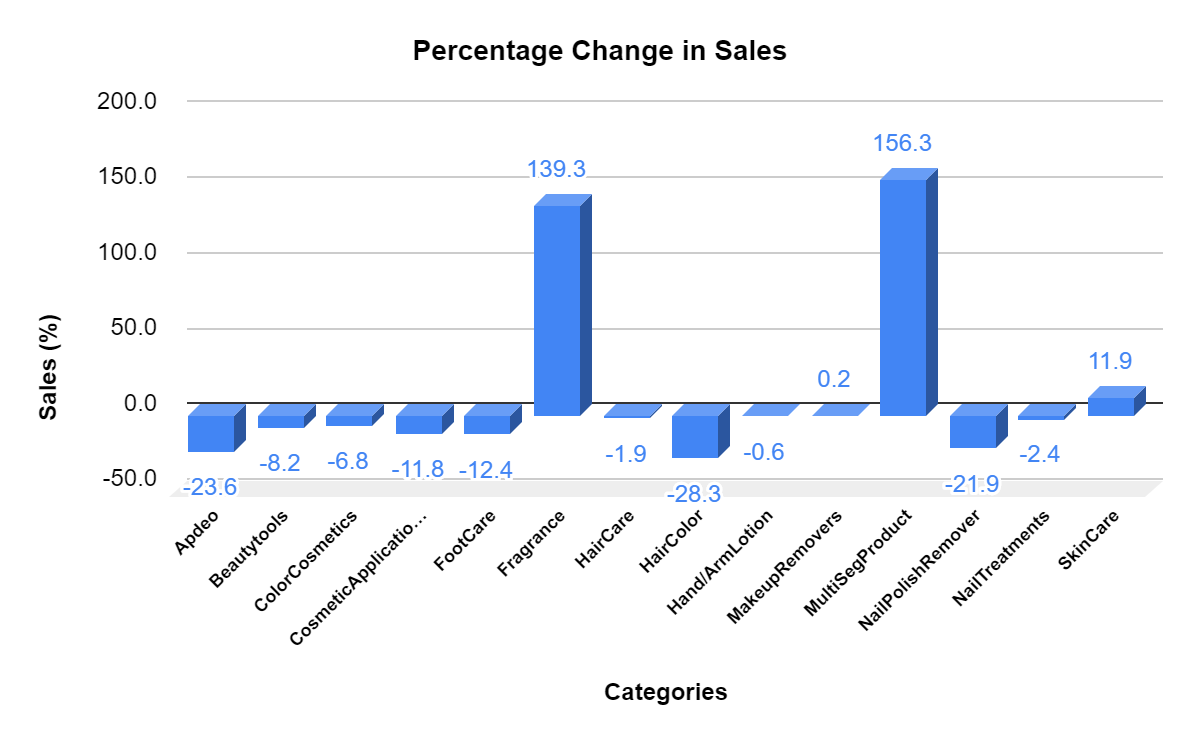 Percentage Change in Sales
200.0
150.0
100.0
50.0
0.0
-50.0
Sales (%)
-23.6
-8.2
-6.8
-11.8
-12.4
139.3
-1.9
-28.3
-0.6
0.2
156.3
-21.9
-2.4
11.9
Apdeo
Beautytools
ColorCosmetics
CosmeticApplicatio…
FootCare
Fragrance
HairCare
HairColor
Hand/ArmLotion
MakeupRemovers
MultiSegProduct
NailPolishRemover
NailTreatments
SkinCare
Categories